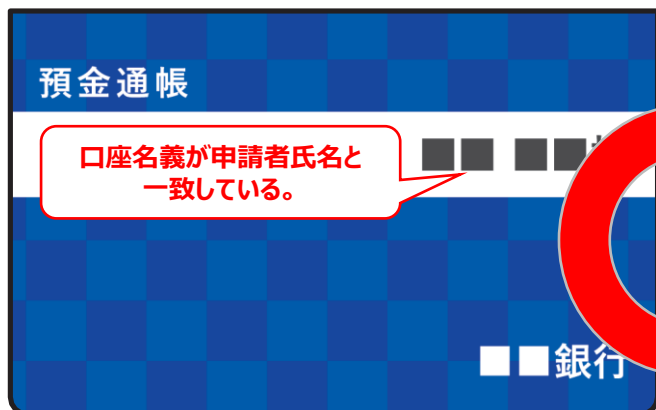 預金通帳
口座名義が申請者氏名と
一致している。
■■ ■■
■■銀行